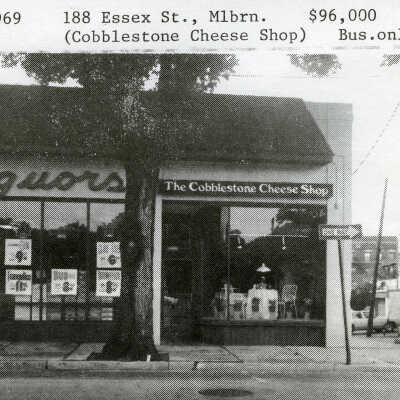 969 188 Essex St., Mlbrn. $96,000
(Cobblestone Cheese Shop) Bus.onl
quors
The Cobblestone Cheese Shop